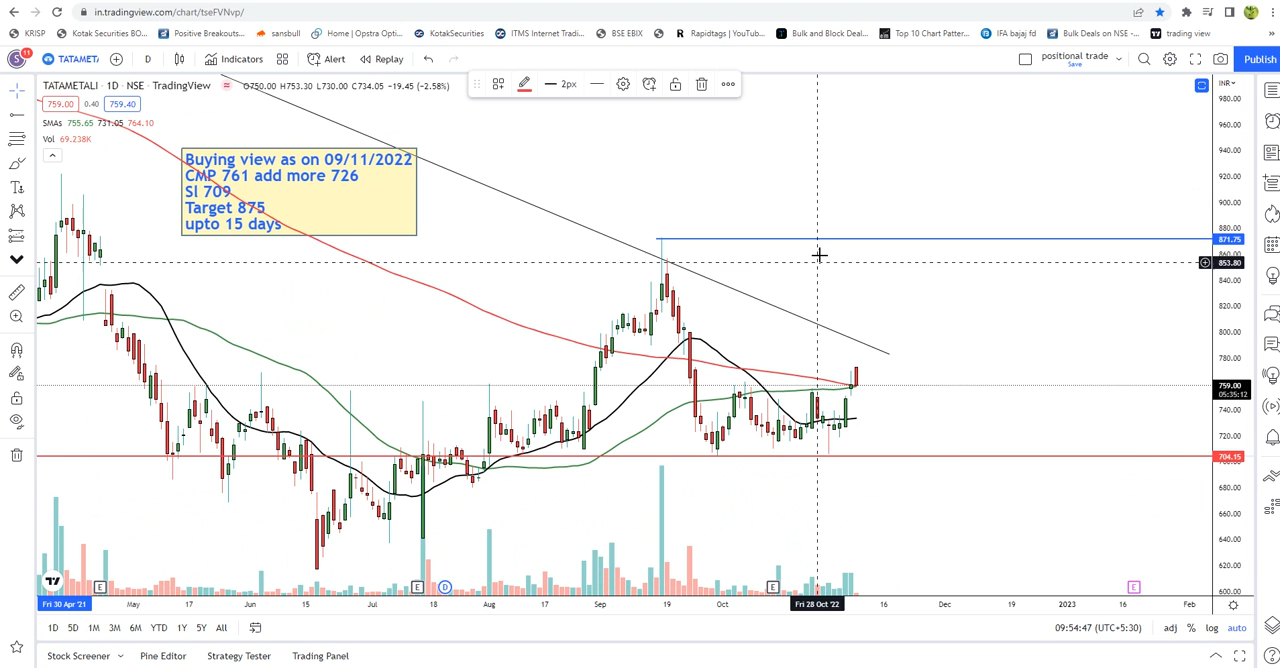 in.tradingview.com/chart/tseFVNvp/
KRISP
Kotak Securities BO...
Positive Breakouts...
sansbull
Home | Opstra Opti...
KotakSecurities
ITMS Internet Tradi...
BSE EBIX
Rapidtags | YouTub...
Bulk and Block Deal...
Top 10 Chart Patter...
IFA bajaj fd
Bulk Deals on NSE -...
trading view
S 11
TATAMETA
D
Indicators
Alert
Replay
positional trade
Save
Publish
TATAMETALI · 1D · NSE · TradingView
O750.00 H753.30 L730.00 C734.05 −19.45 (−2.58%)
2px
INR
759.00 0.40 759.40
SMAs 755.65 731.05 764.10
Vol 69.238K
Buying view as on 09/11/2022
CMP 761 add more 726
Sl 709
Target 875
upto 15 days
980.00
960.00
940.00
920.00
900.00
880.00
871.75
860.00
853.80
840.00
820.00
800.00
780.00
759.00
05:35:12
740.00
720.00
704.15
680.00
660.00
640.00
620.00
600.00
E E D E E
Fri 30 Apr '21 May 17 Jun 15 Jul 18 Aug 17 Sep 19 Oct Fri 28 Oct '22 16 Dec 19 2023 16 Feb
1D 5D 1M 3M 6M YTD 1Y 5Y All
09:54:47 (UTC+5:30) adj % log auto
Stock Screener Pine Editor Strategy Tester Trading Panel